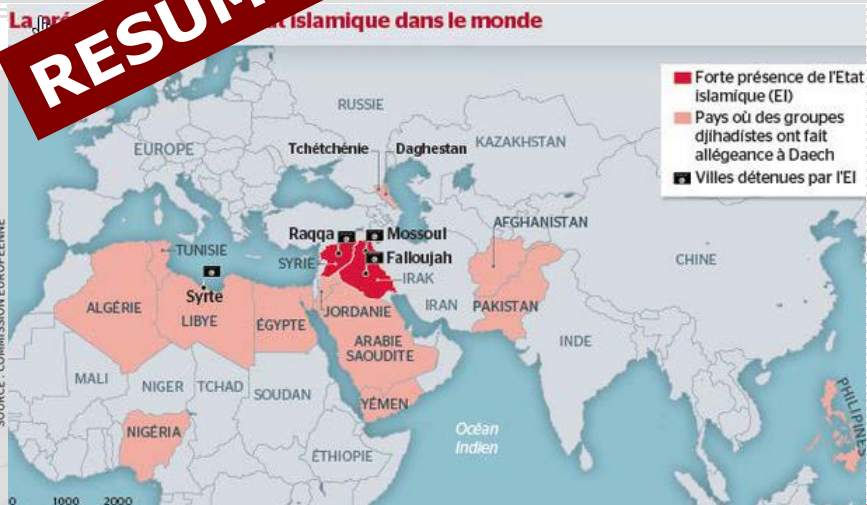 RESUM
La
islamique dans le monde
Forte présence de l'Etat
islamique (EI)
Pays où des groupes
djihadistes ont fait
allégeance à Daech
Villes détenues par l'EI
RUSSIE
EUROPE
KAZAKHSTAN
Tchétchénie
Daghestan
AFGHANISTAN
Raqqa
Mossoul
Falloujah
TUNISIE
SYRIE
IRAK
CHINE
Syrte
ALGÉRIE
LIBYE
ÉGYPTE
JORDANIE
IRAN
PAKISTAN
ARABIE
SAOUDITE
INDE
MALI
NIGER
TCHAD
SOUDAN
YÉMEN
PHILIPINES
NIGÉRIA
Océan
Indien
ÉTHIOPIE
0 1000 2000
SOURCE : COMMISSION EUROPÉENNE